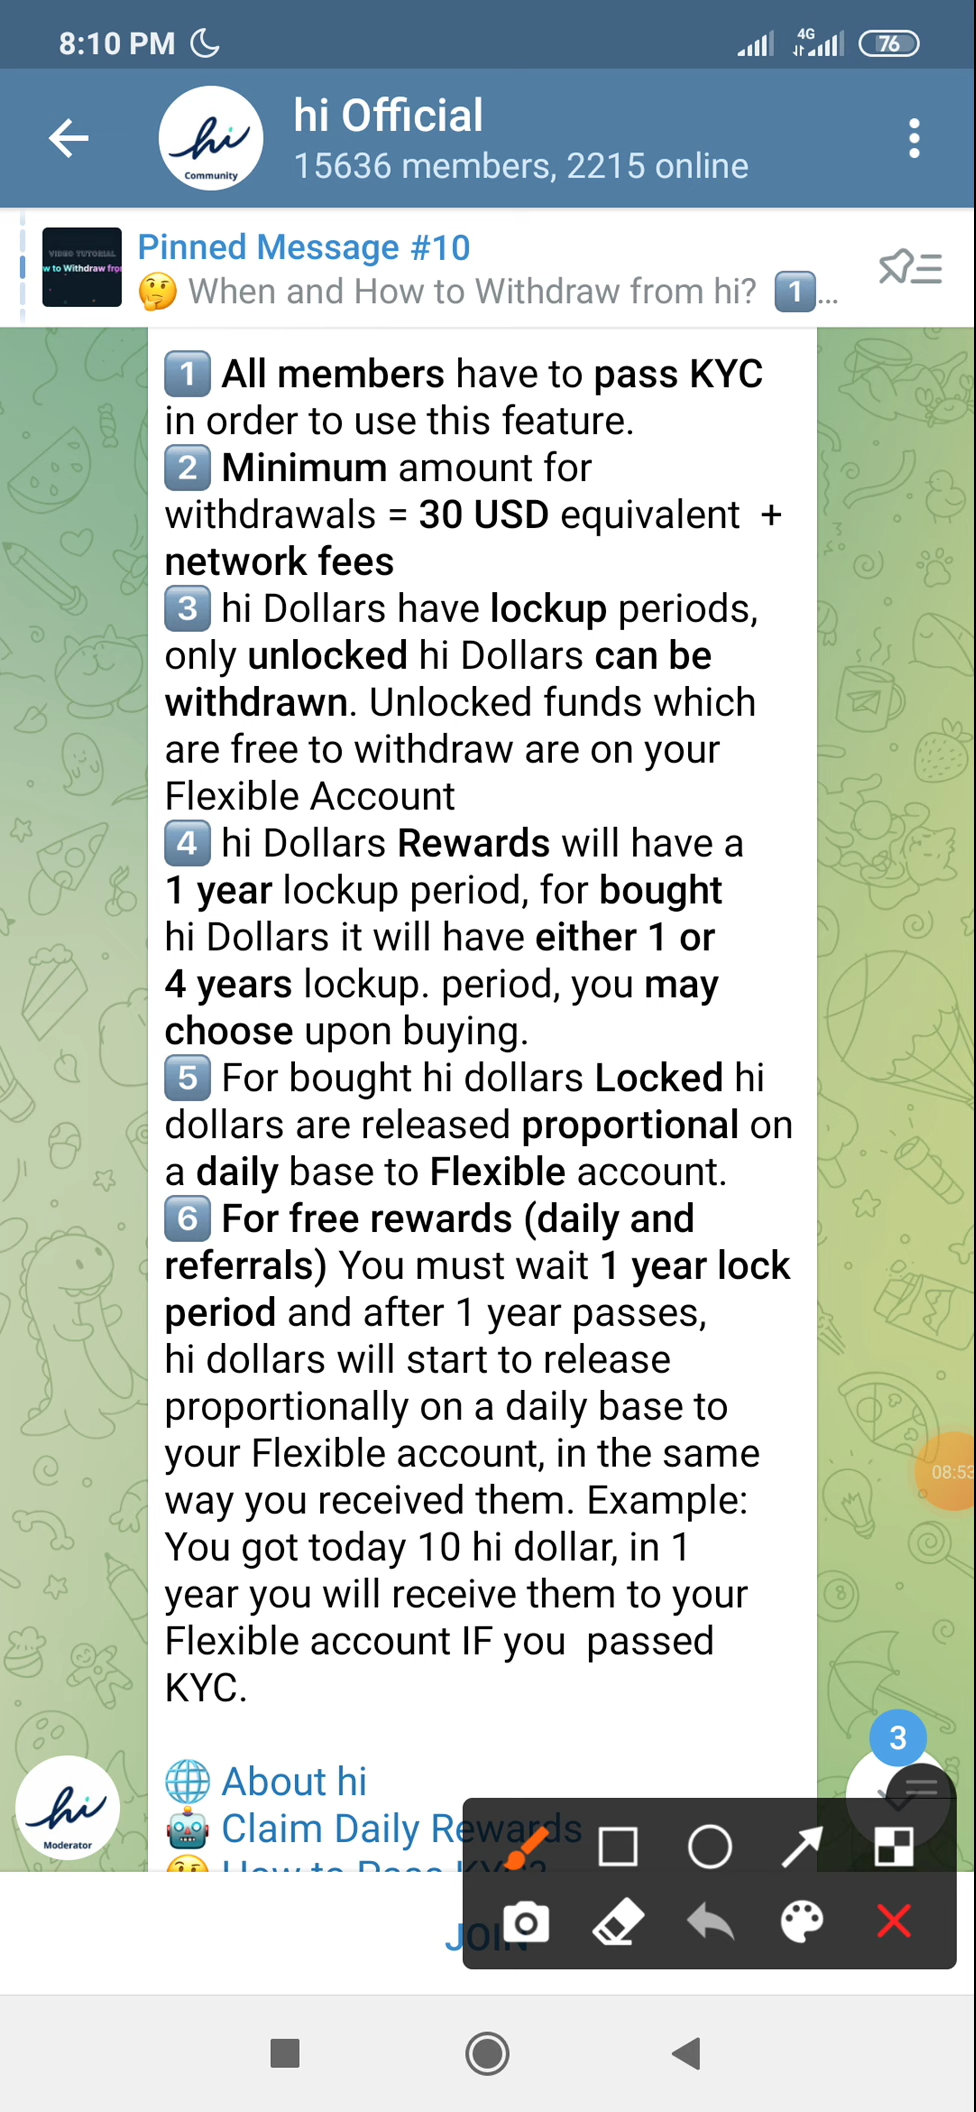 8:10 PM
4G
76
hi
Community
hi Official
15636 members, 2215 online
VIDEO TUTORIAL
w to Withdraw fro
Pinned Message #10
🤔 When and How to Withdraw from hi? 1️⃣...
1️⃣ All members have to pass KYC
in order to use this feature.
2️⃣ Minimum amount for
withdrawals = 30 USD equivalent +
network fees
3️⃣ hi Dollars have lockup periods,
only unlocked hi Dollars can be
withdrawn. Unlocked funds which
are free to withdraw are on your
Flexible Account
4️⃣ hi Dollars Rewards will have a
1 year lockup period, for bought
hi Dollars it will have either 1 or
4 years lockup. period, you may
choose upon buying.
5️⃣ For bought hi dollars Locked hi
dollars are released proportional on
a daily base to Flexible account.
6️⃣ For free rewards (daily and
referrals) You must wait 1 year lock
period and after 1 year passes,
hi dollars will start to release
proportionally on a daily base to
your Flexible account, in the same
way you received them. Example:
You got today 10 hi dollar, in 1
year you will receive them to your
Flexible account IF you passed
KYC.
08:53
3
hi
Moderator
🌐 About hi
🤖 Claim Daily Rewards
How to Pass KYC?
JOIN